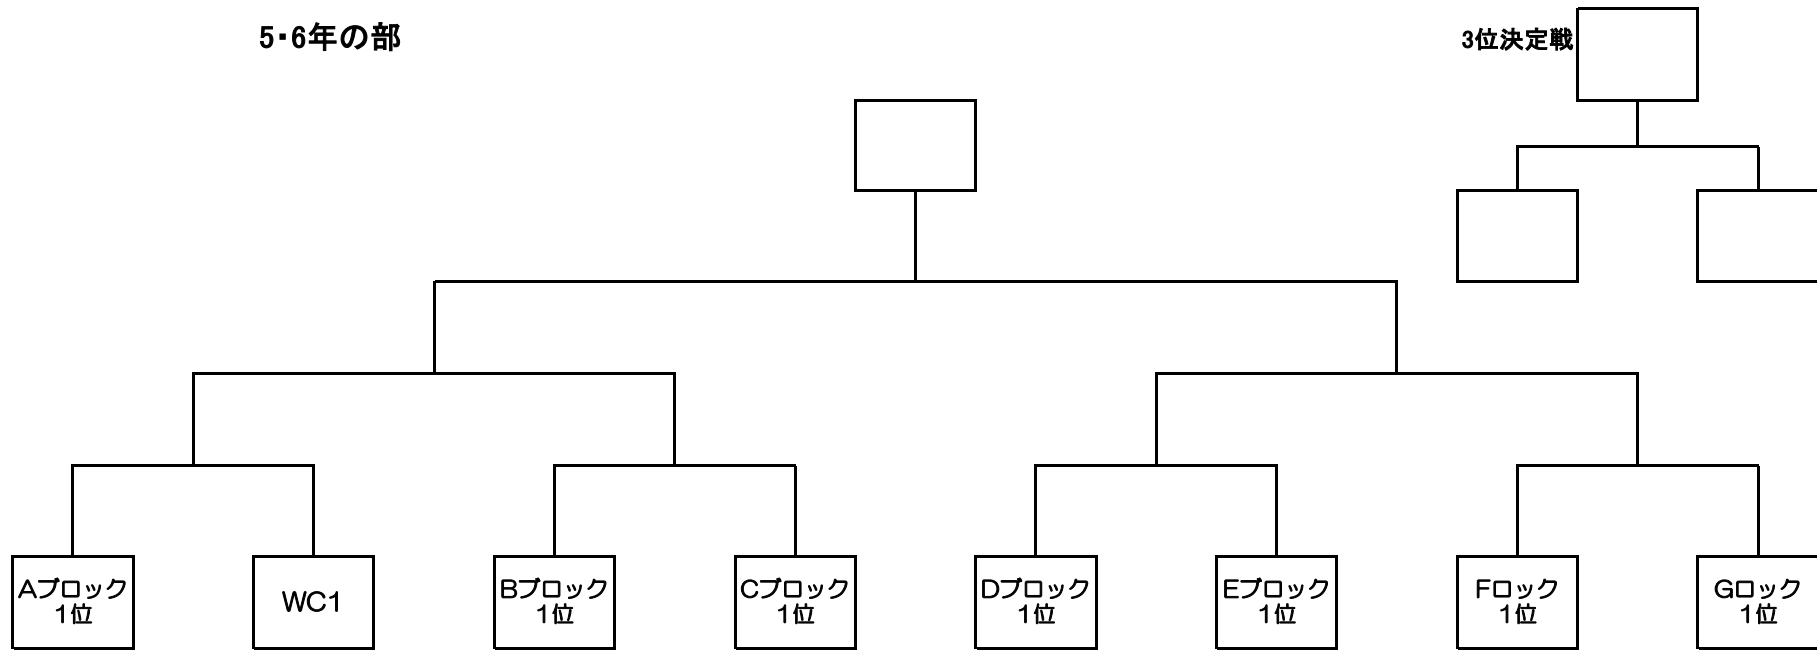 5・6年の部
3位決定戦
Aブロック
1位
WC1
Bブロック
1位
Cブロック
1位
Dブロック
1位
Eブロック
1位
Fロック
1位
Gロック
1位